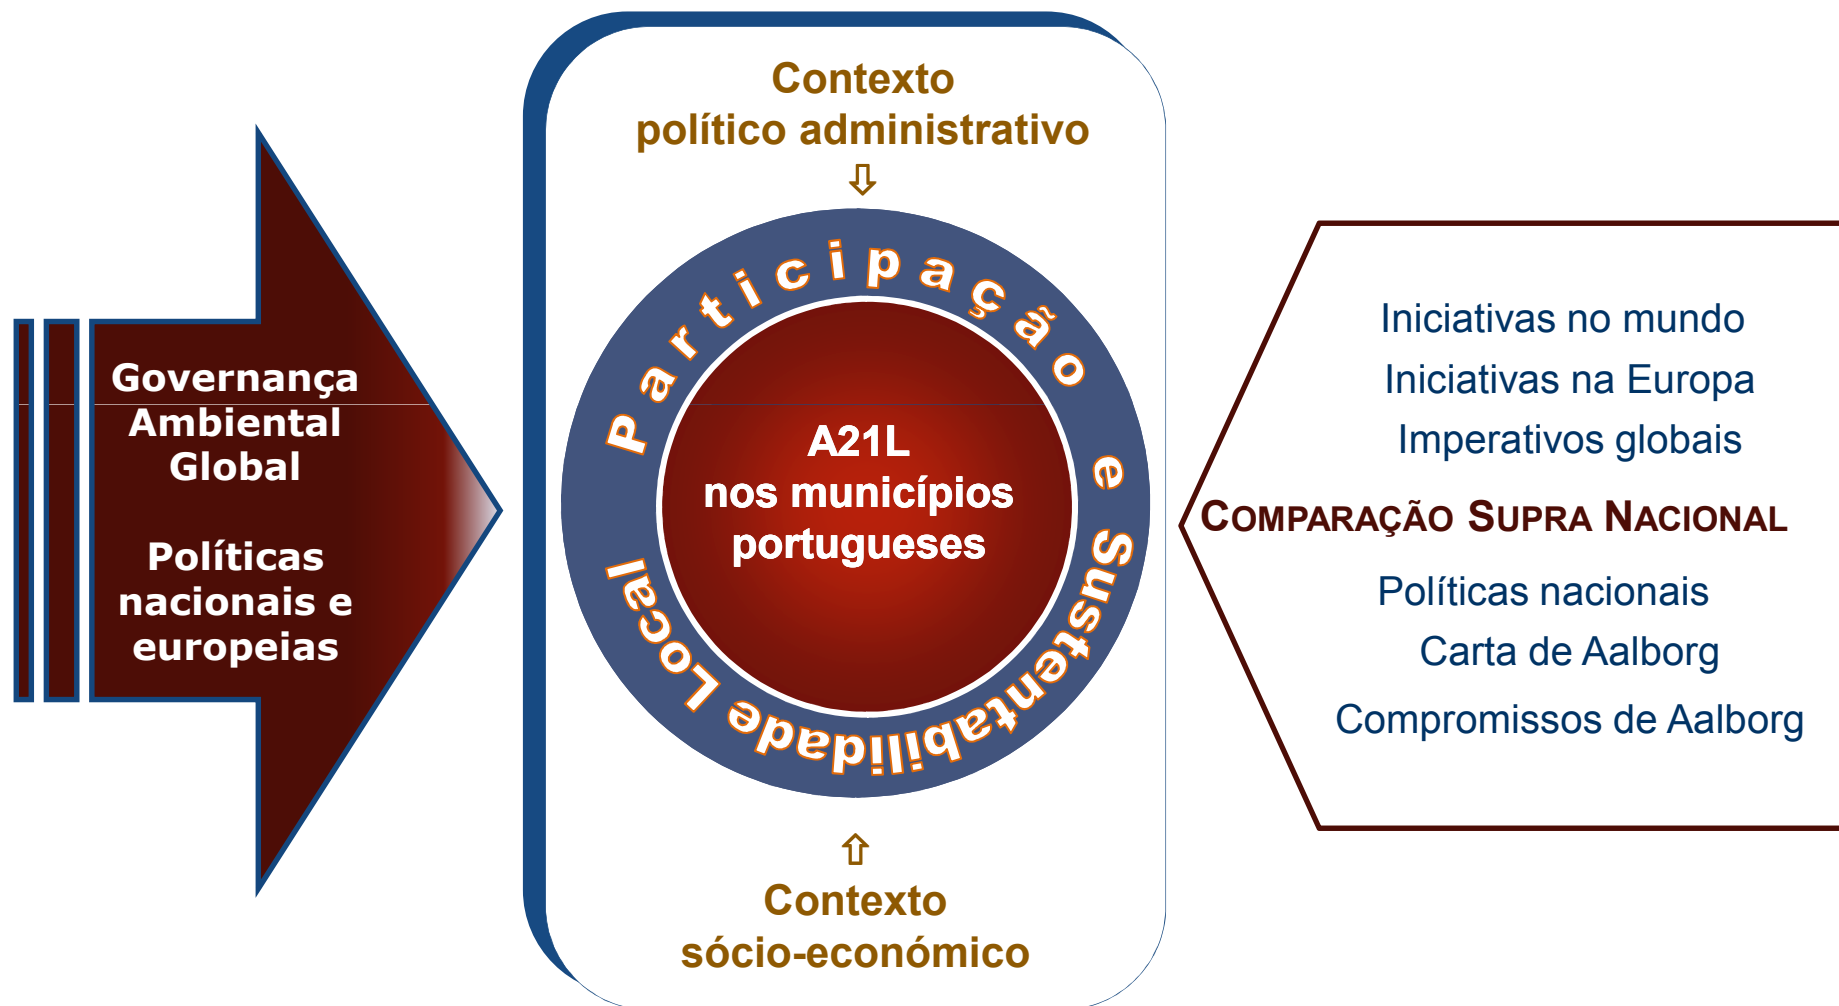 Governança
Ambiental
Global
Políticas
nacionais e
europeias
Contexto
político administrativo
⇩
Participação e Sustentabilidade Local
A21L
nos municípios
portugueses
⇧
Contexto
sócio-económico
Iniciativas no mundo
Iniciativas na Europa
Imperativos globais
COMPARAÇÃO SUPRA NACIONAL
Políticas nacionais
Carta de Aalborg
Compromissos de Aalborg